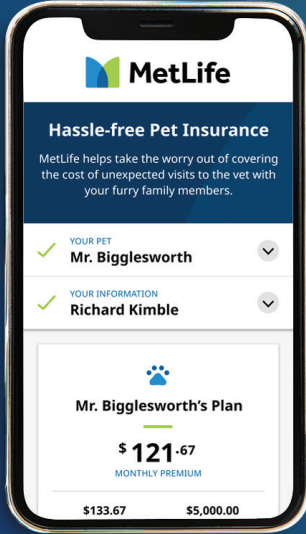 MetLife
Hassle-free Pet Insurance
MetLife helps take the worry out of covering
the cost of unexpected visits to the vet with
your furry family members.
YOUR PET
Mr. Bigglesworth
YOUR INFORMATION
Richard Kimble
Mr. Bigglesworth's Plan
$121.67
MONTHLY PREMIUM
$133.67 $5,000.00